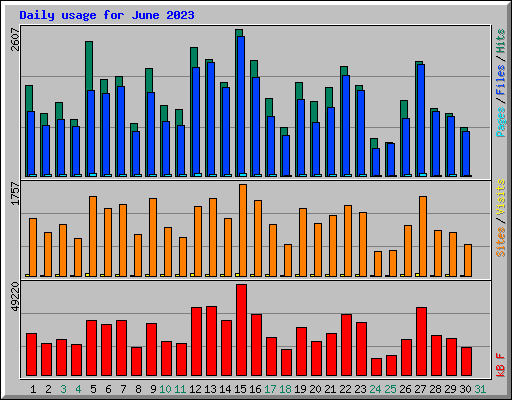 Daily usage for June 2023
2607
Pages/Files/Hits
1757
Sites/Visits
49220
kB F
1 2 3 4 5 6 7 8 9 10 11 12 13 14 15 16 17 18 19 20 21 22 23 24 25 26 27 28 29 30 31